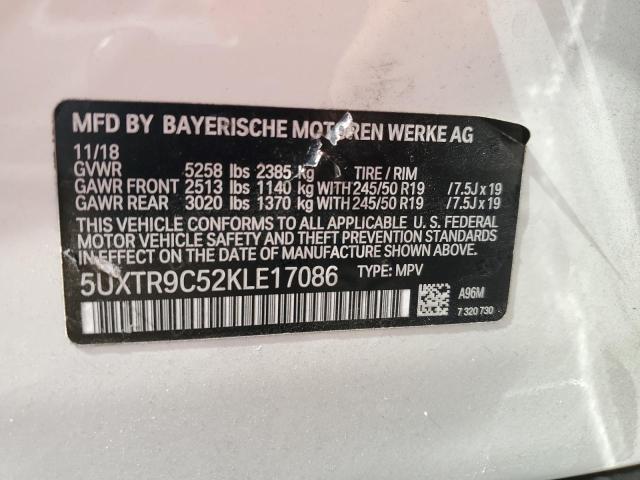 MFD BY BAYERISCHE MOTOREN WERKE AG
11/18
GVWR 5258 lbs 2385 kg TIRE / RIM
GAWR FRONT 2513 lbs 1140 kg WITH 245/50 R19 /7.5J x 19
GAWR REAR 3020 lbs 1370 kg WITH 245/50 R19 /7.5J x 19
THIS VEHICLE CONFORMS TO ALL APPLICABLE U. S. FEDERAL
MOTOR VEHICLE SAFETY AND THEFT PREVENTION STANDARDS
IN EFFECT ON THE DATE OF MANUFACTURE SHOWN ABOVE.
5UXTR9C52KLE17086 TYPE: MPV
A96M
7 320 730